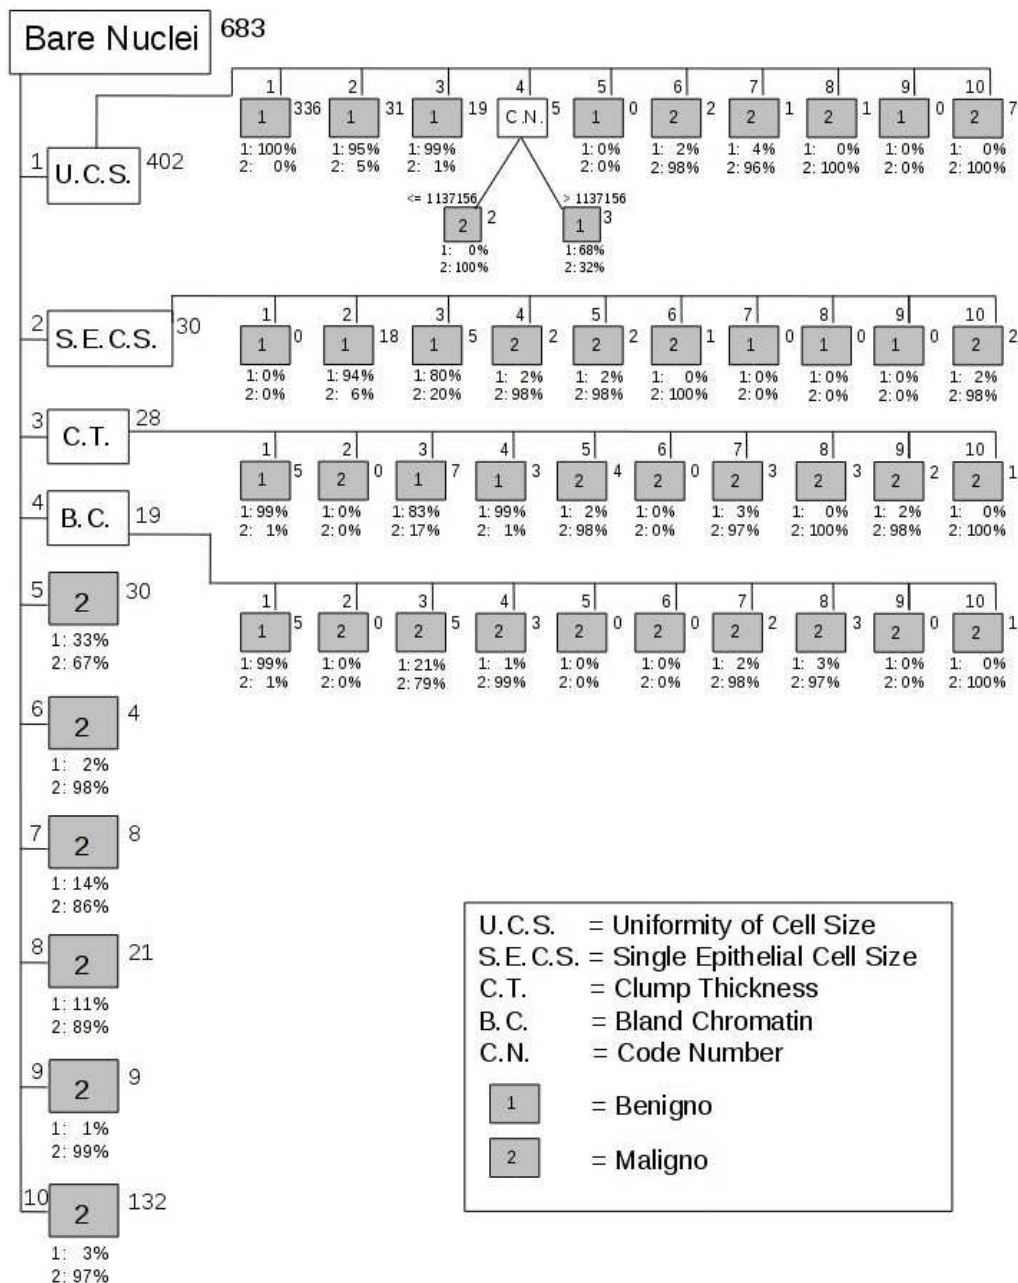 Bare Nuclei 683
1 2 3 4 5 6 7 8 9 10
1 336 1 31 1 19 C.N. 5 1 0 2 2 2 1 2 1 1 0 2 7
1: 100% 1: 95% 1: 99% 1: 0% 1: 2% 1: 4% 1: 0% 1: 0% 1: 0%
2: 0% 2: 5% 2: 1% 2: 0% 2: 98% 2: 96% 2: 100% 2: 0% 2: 100%
1 U.C.S. 402
<= 1137156 > 1137156
2 2 1 3
1: 0% 1: 68%
2: 100% 2: 32%
1 2 3 4 5 6 7 8 9 10
2 S.E.C.S. 30
1 0 1 18 1 5 2 2 2 2 2 1 1 0 1 0 1 0 2 2
1: 0% 1: 94% 1: 80% 1: 2% 1: 2% 1: 0% 1: 0% 1: 0% 1: 0% 1: 2%
2: 0% 2: 6% 2: 20% 2: 98% 2: 98% 2: 100% 2: 0% 2: 0% 2: 0% 2: 98%
3 C.T. 28
1 2 3 4 5 6 7 8 9 10
1 5 2 0 1 7 1 3 2 4 2 0 2 3 2 3 2 2 2 1
1: 99% 1: 0% 1: 83% 1: 99% 1: 2% 1: 0% 1: 3% 1: 0% 1: 2% 1: 0%
2: 1% 2: 0% 2: 17% 2: 1% 2: 98% 2: 0% 2: 97% 2: 100% 2: 98% 2: 100%
4 B.C. 19
1 2 3 4 5 6 7 8 9 10
1 5 2 0 2 5 2 3 2 0 2 0 2 2 2 3 2 0 2 1
1: 99% 1: 0% 1: 21% 1: 1% 1: 0% 1: 0% 1: 2% 1: 3% 1: 0% 1: 0%
2: 1% 2: 0% 2: 79% 2: 99% 2: 0% 2: 0% 2: 98% 2: 97% 2: 0% 2: 100%
5 2 30
1: 33%
2: 67%
6 2 4
1: 2%
2: 98%
7 2 8
1: 14%
2: 86%
8 2 21
1: 11%
2: 89%
9 2 9
1: 1%
2: 99%
10 2 132
1: 3%
2: 97%
U.C.S. = Uniformity of Cell Size
S.E.C.S. = Single Epithelial Cell Size
C.T. = Clump Thickness
B.C. = Bland Chromatin
C.N. = Code Number
1 = Benigno
2 = Maligno